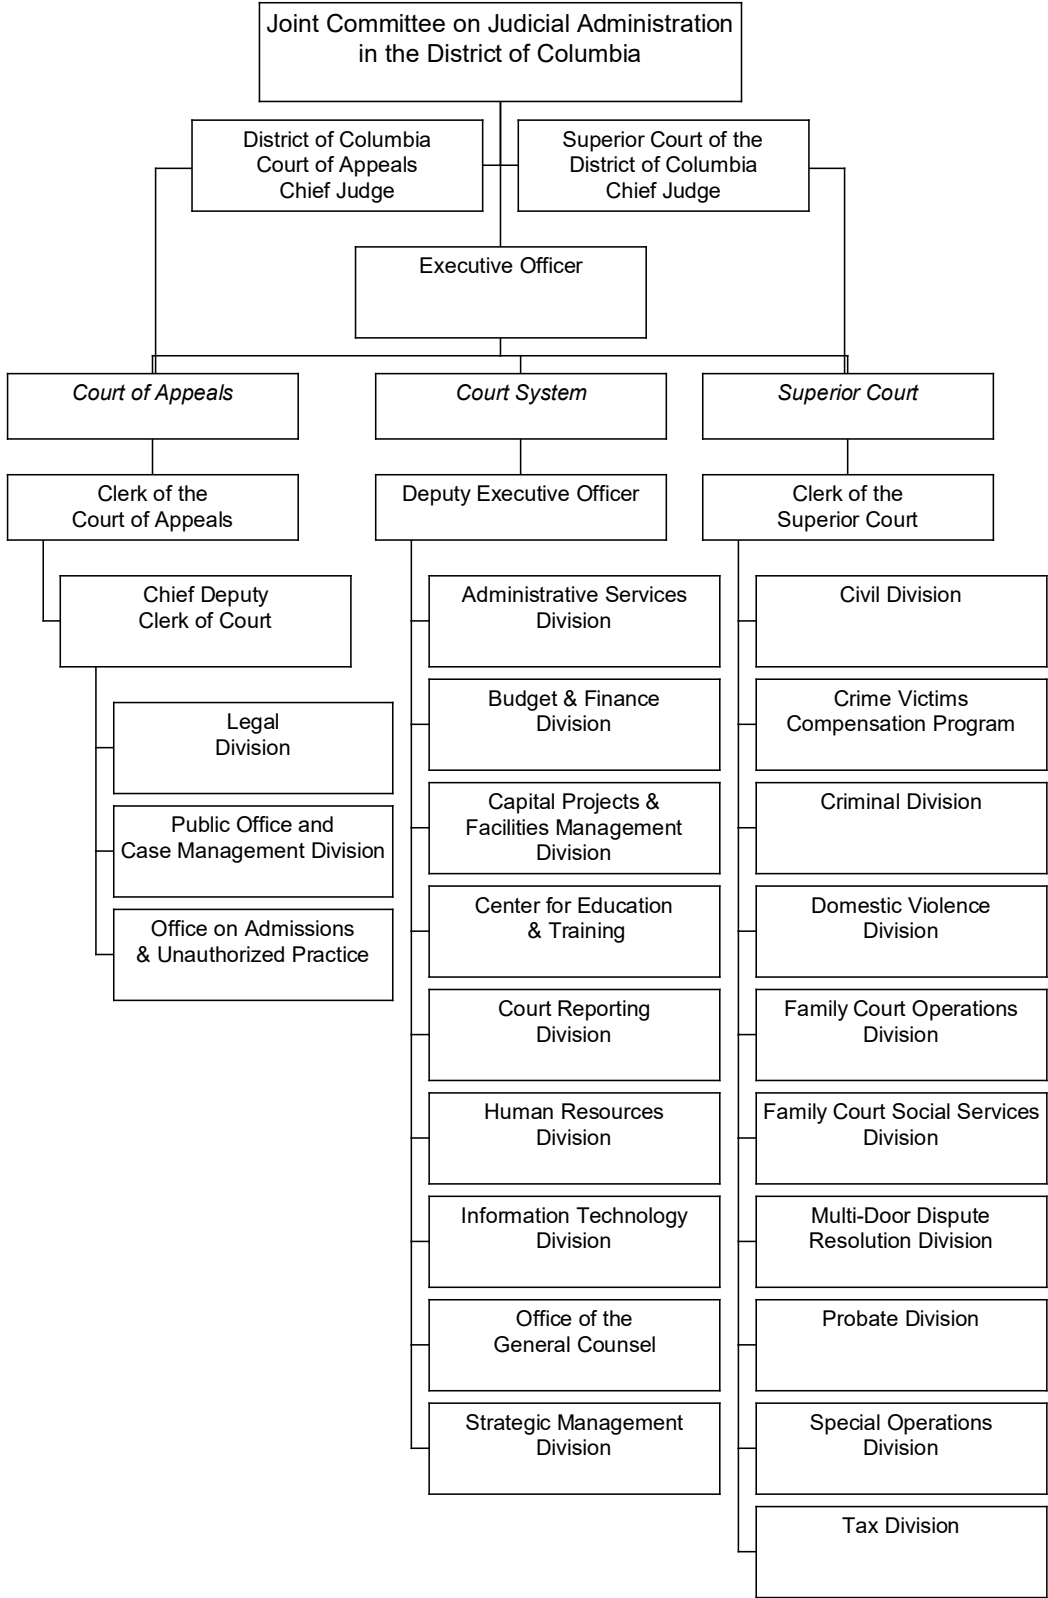 Joint Committee on Judicial Administration
in the District of Columbia
District of Columbia
Court of Appeals
Chief Judge
Superior Court of the
District of Columbia
Chief Judge
Executive Officer
Court of Appeals
Court System
Superior Court
Clerk of the
Court of Appeals
Deputy Executive Officer
Clerk of the
Superior Court
Chief Deputy
Clerk of Court
Legal
Division
Public Office and
Case Management Division
Office on Admissions
& Unauthorized Practice
Administrative Services
Division
Budget & Finance
Division
Capital Projects &
Facilities Management
Division
Center for Education
& Training
Court Reporting
Division
Human Resources
Division
Information Technology
Division
Office of the
General Counsel
Strategic Management
Division
Civil Division
Crime Victims
Compensation Program
Criminal Division
Domestic Violence
Division
Family Court Operations
Division
Family Court Social Services
Division
Multi-Door Dispute
Resolution Division
Probate Division
Special Operations
Division
Tax Division